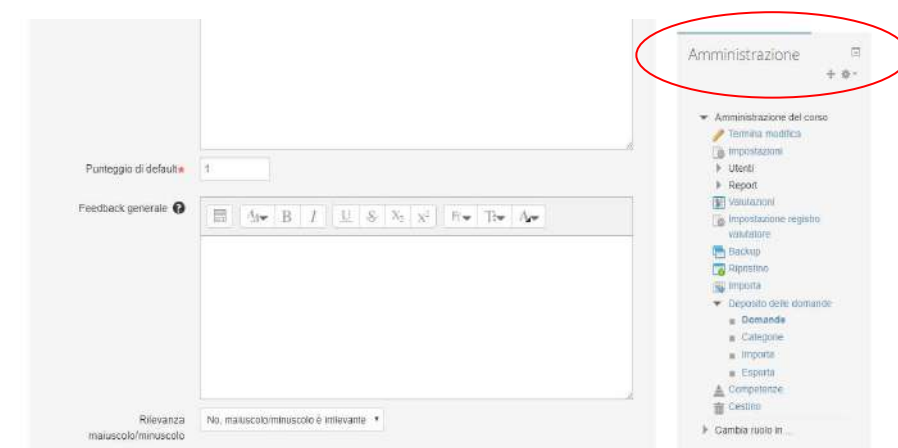 Punteggio di default*
1
Feedback generale
B I U S X₂ X²
Rilevanza
maiuscolo/minuscolo
No, maiuscolo/minuscolo è irrilevante
Amministrazione
Amministrazione del corso
Termina modifica
Impostazioni
Utenti
Report
Valutazioni
Impostazione registro
valutatore
Backup
Ripristino
Importa
Deposito delle domande
Domande
Categorie
Importa
Esporta
Competenze
Cestino
Cambia ruolo in ...